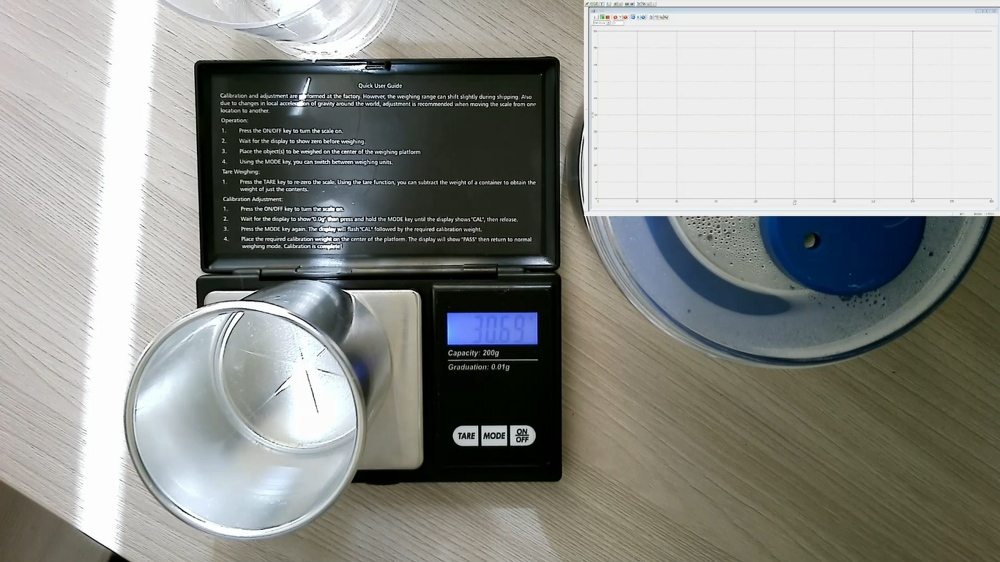 Quick User Guide
Calibration and adjustment are performed at the factory. However, the weighing range can shift slightly during shipping. Also
due to changes in local acceleration of gravity around the world, adjustment is recommended when moving the scale from one
location to another.
Operation:
1. Press the ON/OFF key to turn the scale on.
2. Wait for the display to show zero before weighing.
3. Place the object(s) to be weighed on the center of the weighing platform
4. Using the MODE key, you can switch between weighing units.
Tare Weighing:
1. Press the TARE key to re-zero the scale. Using the tare function, you can subtract the weight of a container to obtain the
weight of just the contents.
Calibration Adjustment:
1. Press the ON/OFF key to turn the scale on.
2. Wait for the display to show "0.0g" then press and hold the MODE key until the display shows "CAL", then release.
3. Press the MODE key again. The display will flash "CAL" followed by the required calibration weight.
4. Place the required calibration weight on the center of the platform. The display will show "PASS" then return to normal
weighing mode. Calibration is complete!
30.69
Capacity: 200g
Graduation: 0.01g
TARE MODE ON
OFF